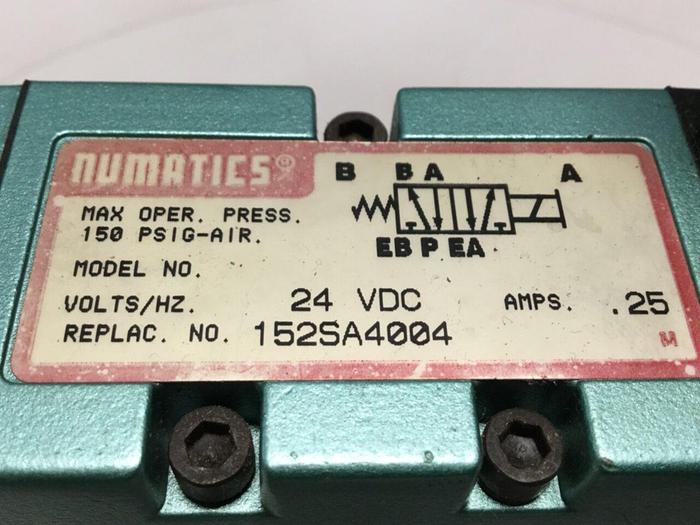 NUMATICS®
B B A A
MAX OPER. PRESS.
150 PSIG-AIR.
EB P EA
MODEL NO.
VOLTS/HZ. 24 VDC AMPS. .25
REPLAC. NO. 152SA4004
M